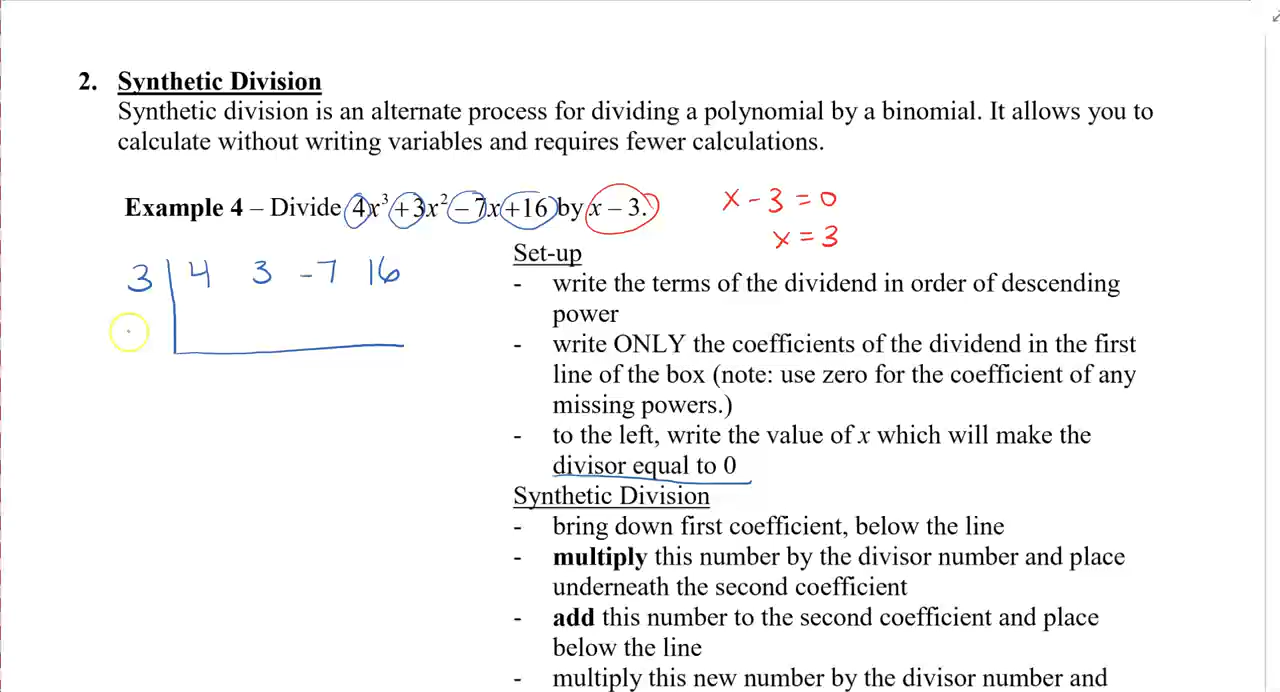 2. Synthetic Division
Synthetic division is an alternate process for dividing a polynomial by a binomial. It allows you to
calculate without writing variables and requires fewer calculations.
Example 4 – Divide 4x³ + 3x² – 7x + 16 by x – 3.
x - 3 = 0
x = 3
3 | 4 3 -7 16
Set-up
- write the terms of the dividend in order of descending
power
- write ONLY the coefficients of the dividend in the first
line of the box (note: use zero for the coefficient of any
missing powers.)
- to the left, write the value of x which will make the
divisor equal to 0
Synthetic Division
- bring down first coefficient, below the line
- multiply this number by the divisor number and place
underneath the second coefficient
- add this number to the second coefficient and place
below the line
- multiply this new number by the divisor number and